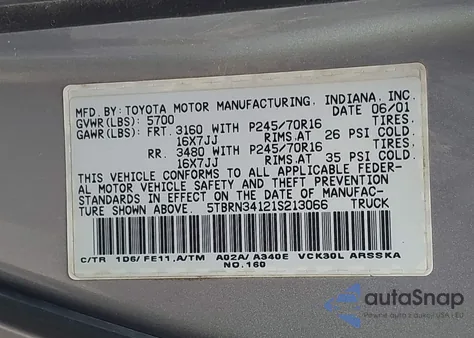 MFD. BY: TOYOTA MOTOR MANUFACTURING, INDIANA, INC.
GVWR (LBS): 5700 06/01
GAWR (LBS): FRT. 3160 WITH P245/70R16 TIRES,
16X7JJ RIMS, AT 26 PSI COLD.
RR. 3480 WITH P245/70R16 TIRES,
16X7JJ RIMS, AT 35 PSI COLD.
THIS VEHICLE CONFORMS TO ALL APPLICABLE FEDER-
AL MOTOR VEHICLE SAFETY AND THEFT PREVENTION
STANDARDS IN EFFECT ON THE DATE OF MANUFAC-
TURE SHOWN ABOVE. 5TBRN34121S213066 TRUCK
C/TR 1D6/FE11, A/TM A02A/A340E VCK30L ARSSKA
NO.160
autoSnap
Pewne auto z USA i EU